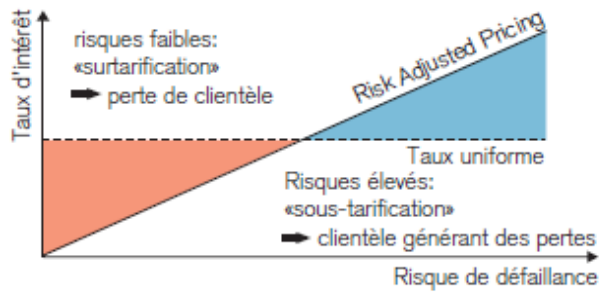 Taux d'intérêt
risques faibles:
«surtarification»
➡ perte de clientèle
Risk Adjusted Pricing
Taux uniforme
Risques élevés:
«sous-tarification»
➡ clientèle générant des pertes
Risque de défaillance